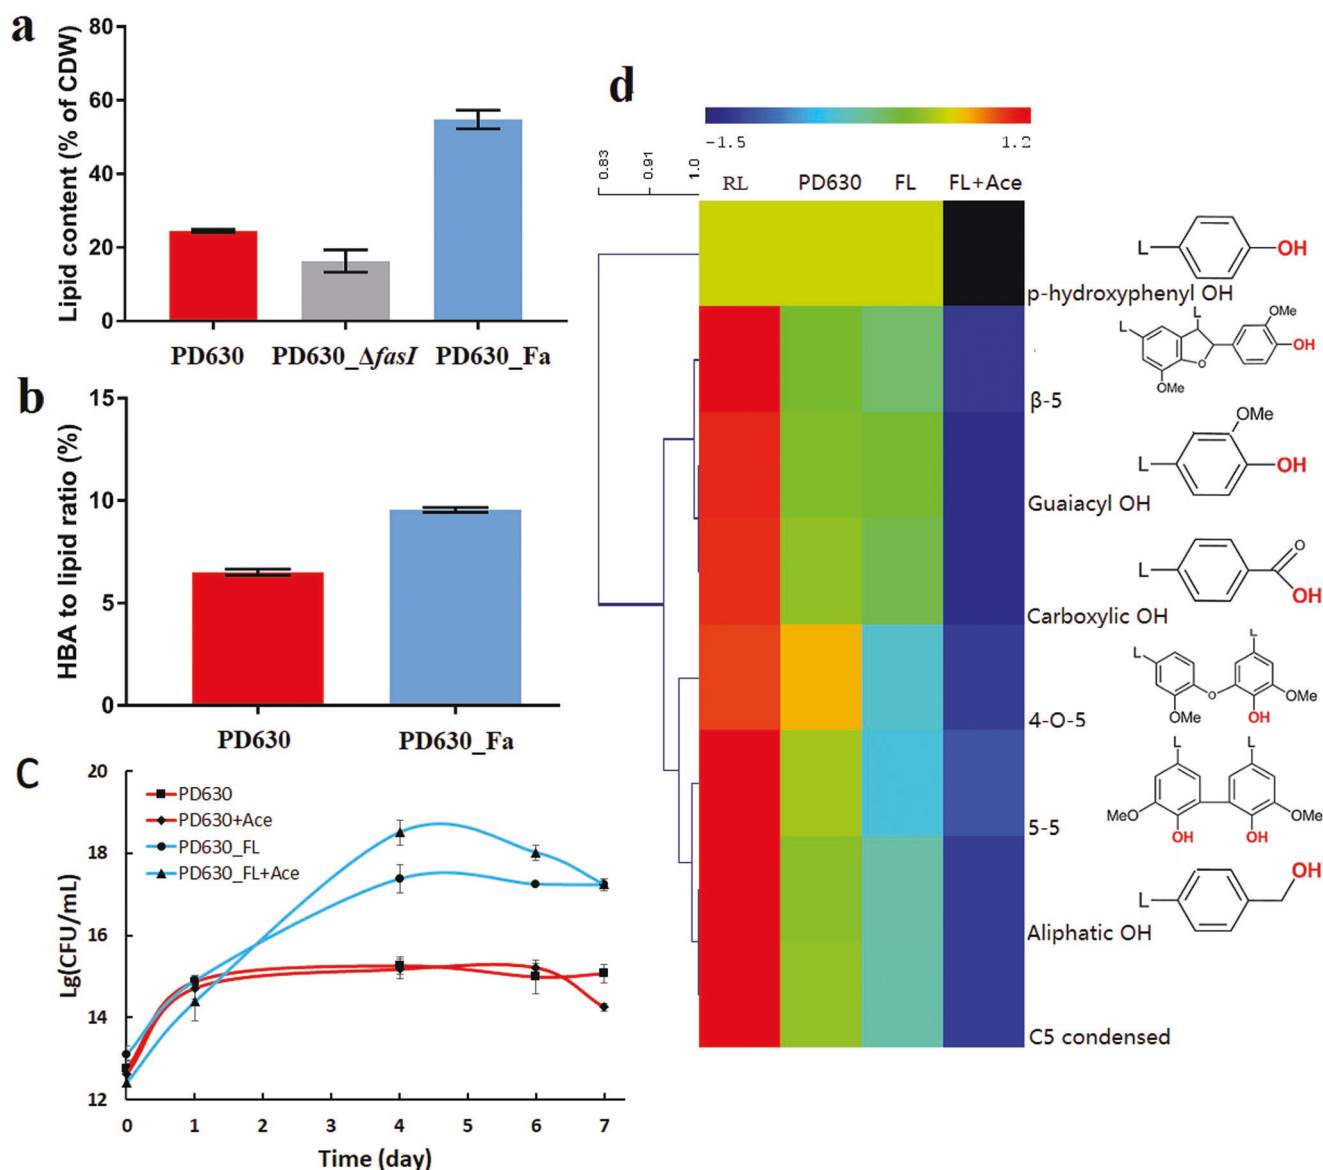 a
80
60
40
20
0
Lipid content (% of CDW)
PD630
PD630_ΔfasI
PD630_Fa
b
15
10
5
0
HBA to lipid ratio (%)
PD630
PD630_Fa
C
20
18
16
14
12
Lg(CFU/mL)
PD630
PD630+Ace
PD630_FL
PD630_FL+Ace
0 1 2 3 4 5 6 7
Time (day)
d
-1.5 1.2
0.83 0.91 1.0
RL PD630 FL FL+Ace
L OH
p-hydroxyphenyl OH
L L OMe
OH
O
OMe
β-5
OMe
L OH
Guaiacyl OH
O
L
OH
Carboxylic OH
L L
O OMe
OMe OH
4-O-5
L L
MeO OMe
OH OH
5-5
OH
L
Aliphatic OH
C5 condensed